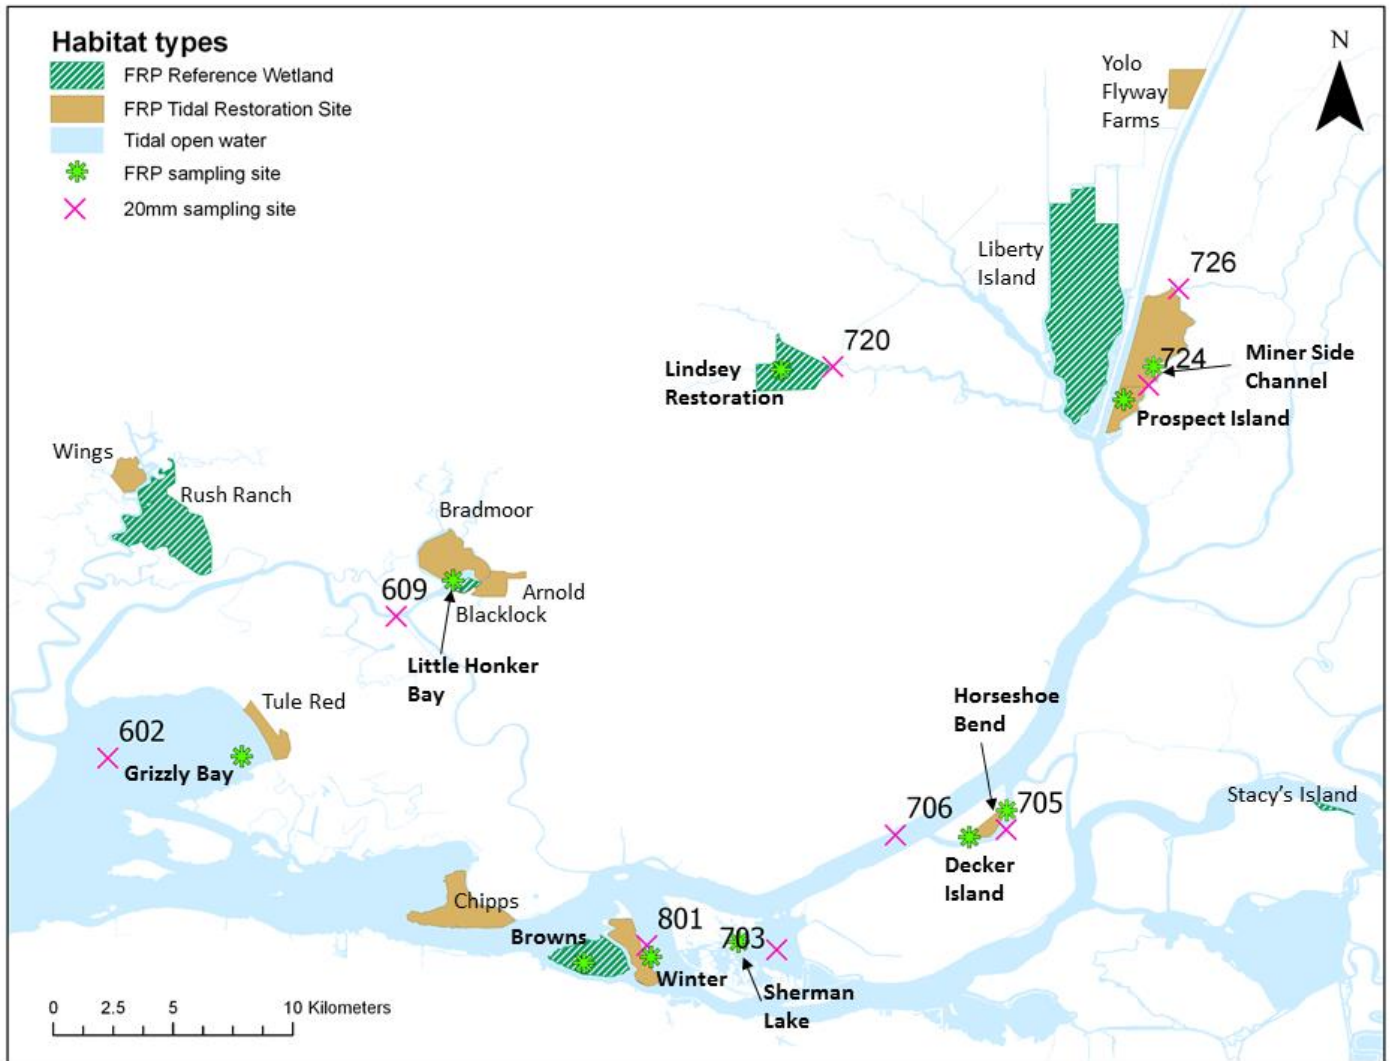 Habitat types
FRP Reference Wetland
FRP Tidal Restoration Site
Tidal open water
FRP sampling site
20mm sampling site
N
Yolo
Flyway
Farms
Liberty
Island
726
720
724
Miner Side
Channel
Lindsey
Restoration
Prospect Island
Wings
Rush Ranch
Bradmoor
609
Arnold
Blacklock
Little Honker
Bay
Tule Red
602
Grizzly Bay
Horseshoe
Bend
Stacy's Island
706
705
Decker
Island
Chipps
Browns
801
703
Winter
Sherman
Lake
0 2.5 5 10 Kilometers